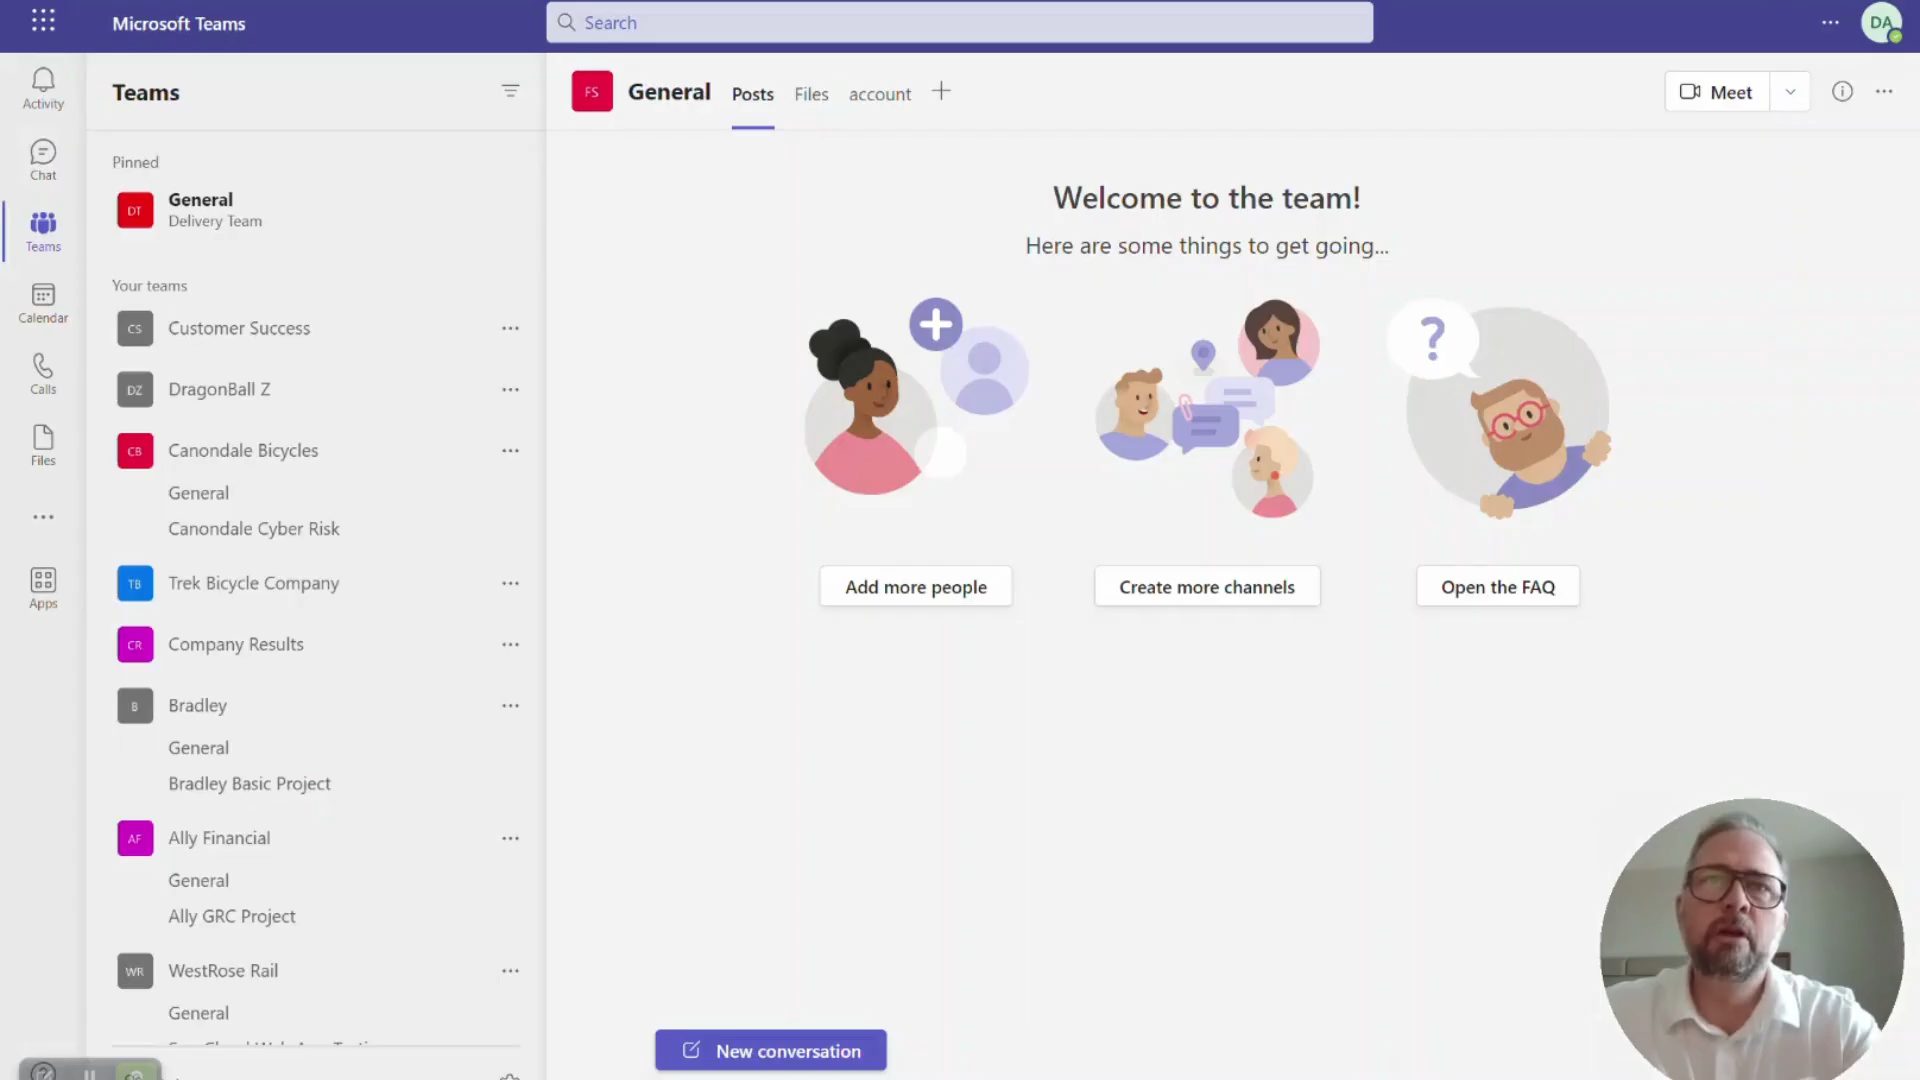 Microsoft Teams
Search
DA
Activity
Chat
Teams
Calendar
Calls
Files
Apps
Teams
Pinned
DT
General
Delivery Team
Your teams
CS
Customer Success
DZ
DragonBall Z
CB
Canondale Bicycles
General
Canondale Cyber Risk
TB
Trek Bicycle Company
CR
Company Results
B
Bradley
General
Bradley Basic Project
AF
Ally Financial
General
Ally GRC Project
WR
WestRose Rail
General
FS
General
Posts
Files
account
Meet
Welcome to the team!
Here are some things to get going...
?
Add more people
Create more channels
Open the FAQ
New conversation